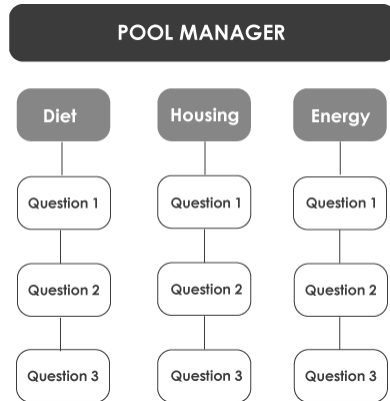 POOL MANAGER
Diet
Housing
Energy
Question 1
Question 1
Question 1
Question 2
Question 2
Question 2
Question 3
Question 3
Question 3